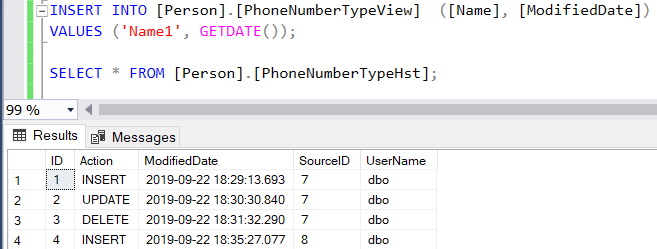 INSERT INTO [Person].[PhoneNumberTypeView] ([Name], [ModifiedDate])
VALUES ('Name1', GETDATE());
SELECT * FROM [Person].[PhoneNumberTypeHst];
99 %
Results Messages
ID Action ModifiedDate SourceID UserName
1 1 INSERT 2019-09-22 18:29:13.693 7 dbo
2 2 UPDATE 2019-09-22 18:30:30.840 7 dbo
3 3 DELETE 2019-09-22 18:31:32.290 7 dbo
4 4 INSERT 2019-09-22 18:35:27.077 8 dbo